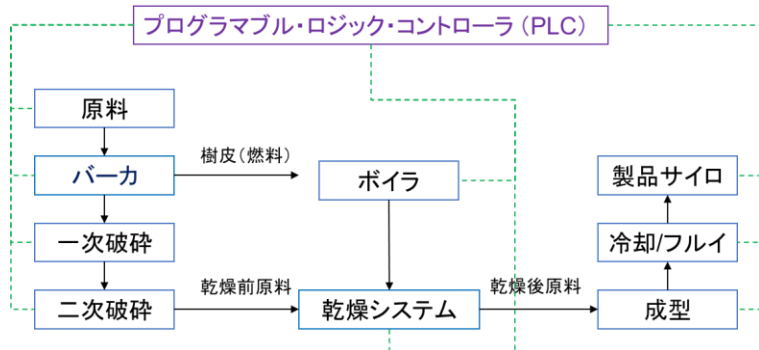 プログラマブル・ロジック・コントローラ(PLC)
原料
バーカ
樹皮(燃料)
ボイラ
製品サイロ
一次破砕
冷却/フルイ
二次破砕
乾燥前原料
乾燥システム
乾燥後原料
成型